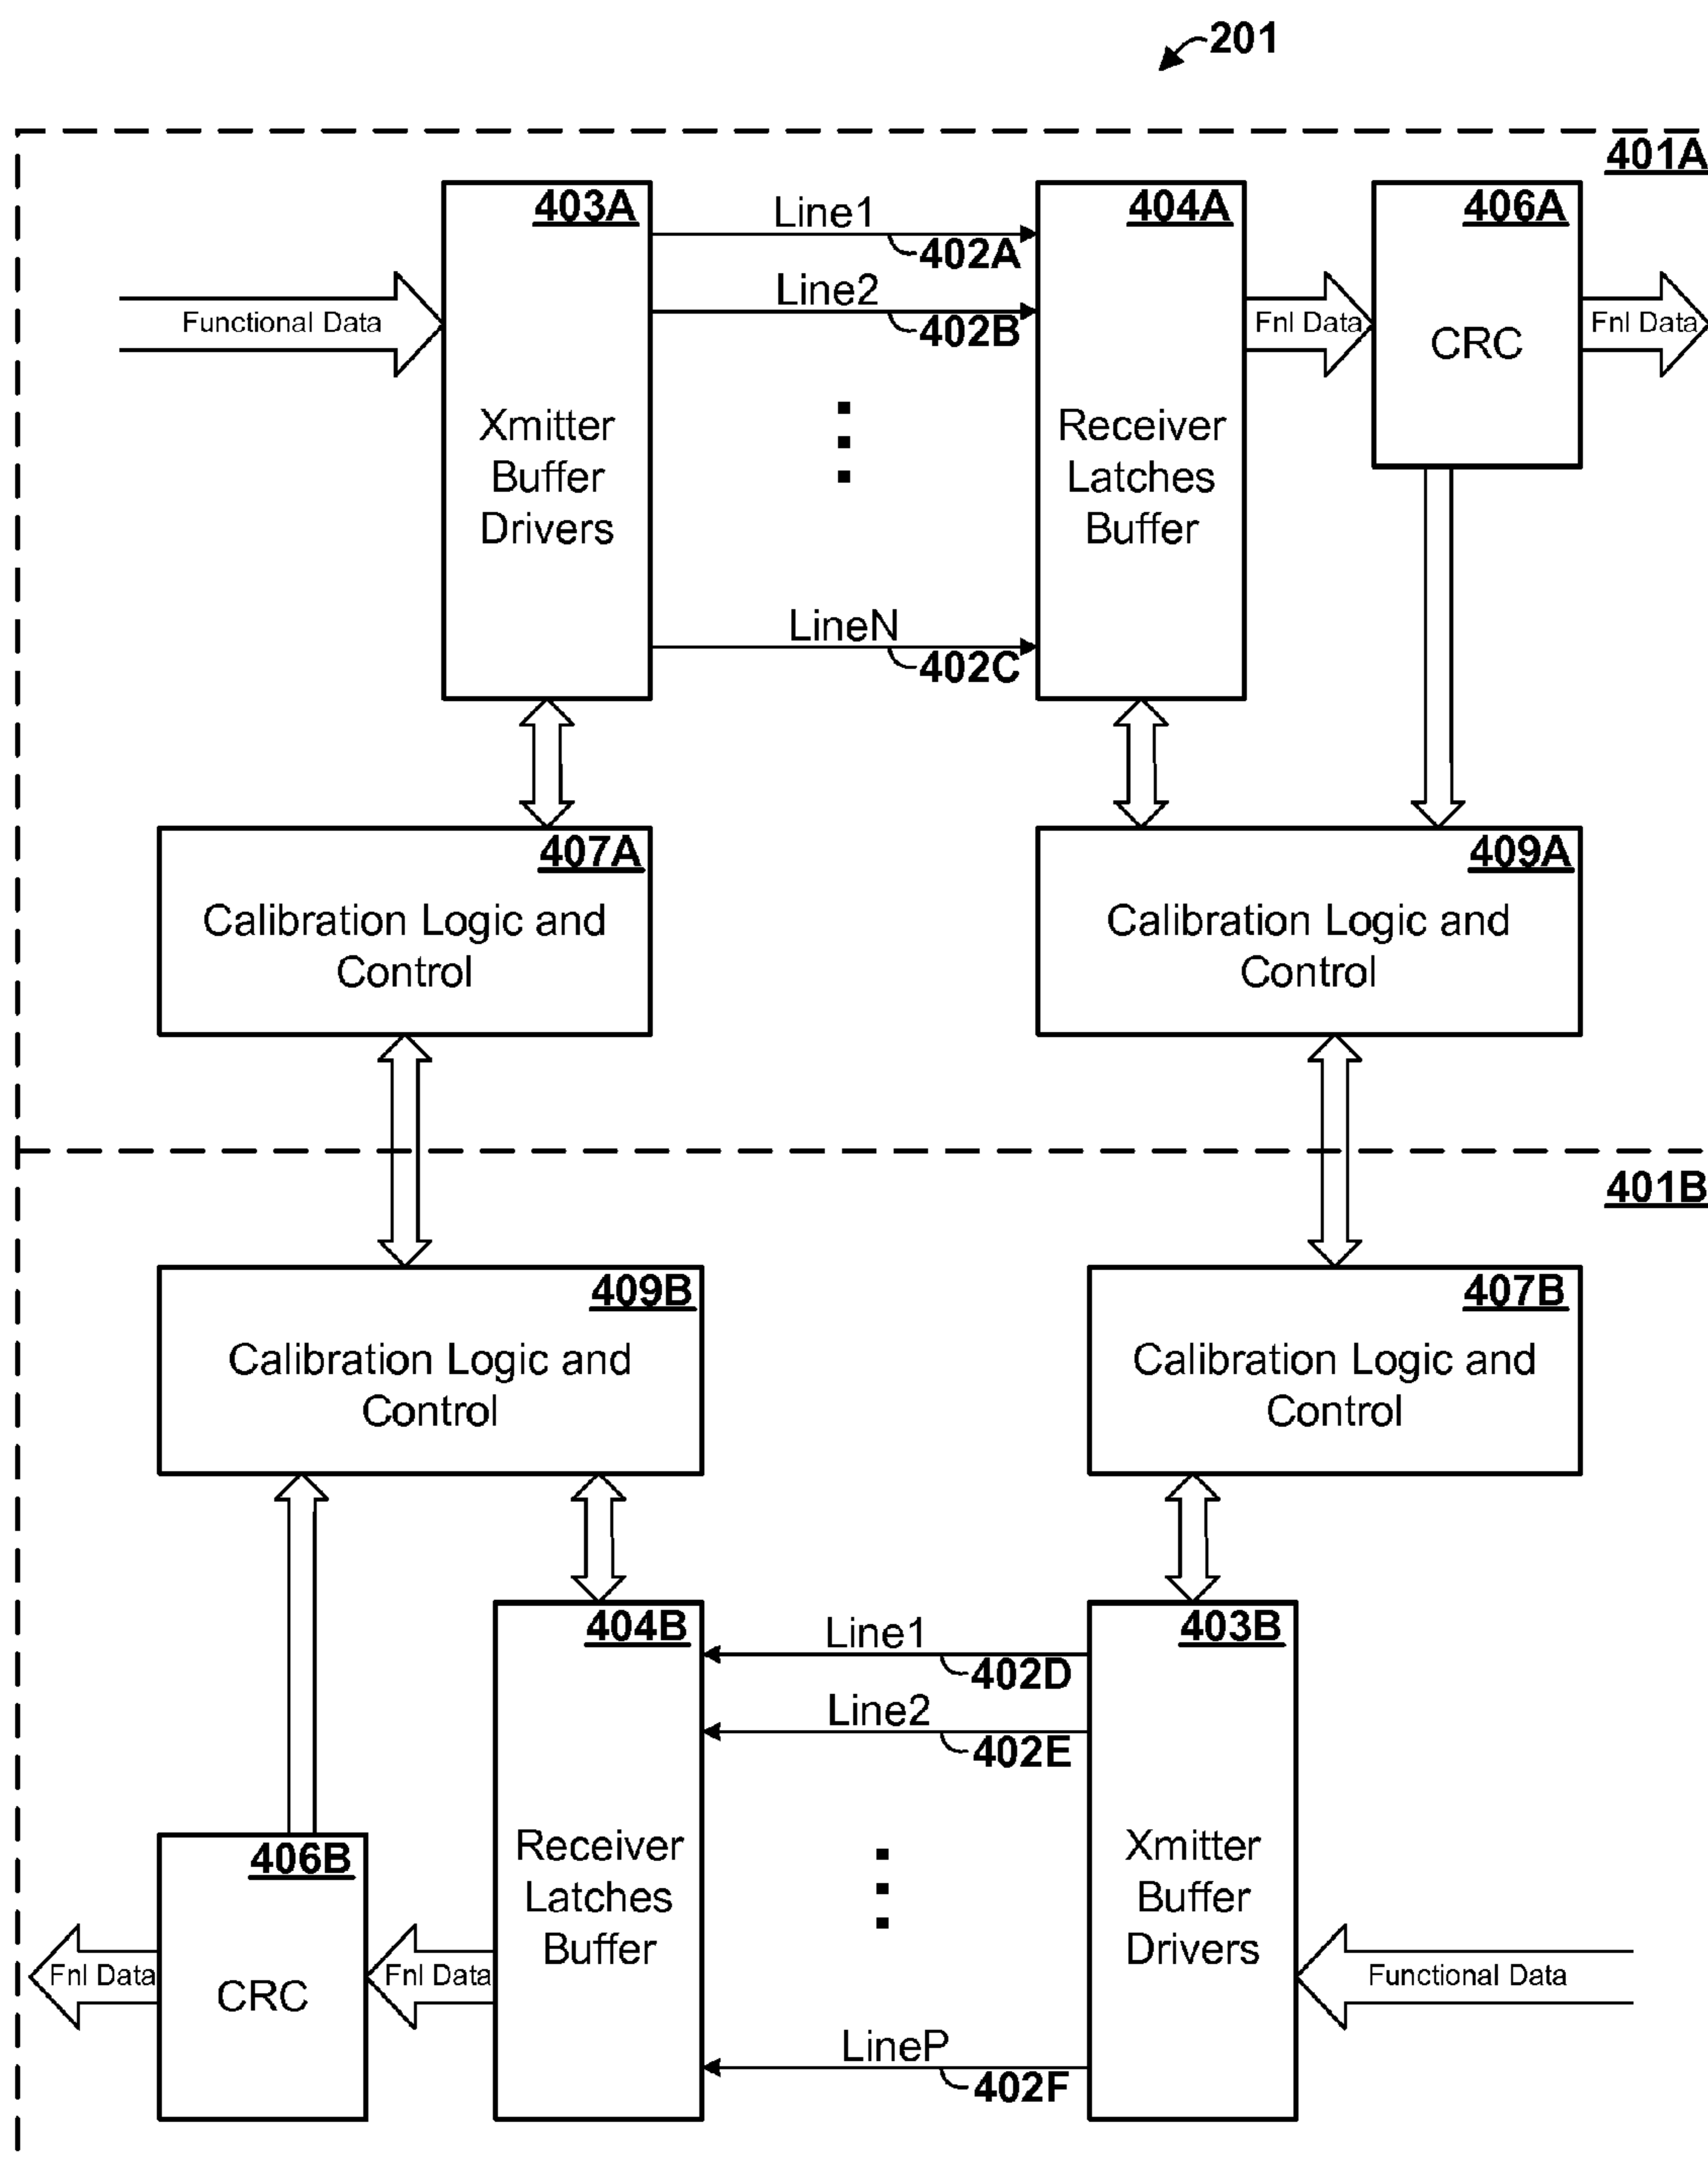 201
401A
403A
Line1
402A
404A
406A
Line2
402B
Functional Data
Fnl Data
CRC
Fnl Data
Xmitter
Buffer
Drivers
Receiver
Latches
Buffer
LineN
402C
407A
Calibration Logic and
Control
409A
Calibration Logic and
Control
401B
409B
Calibration Logic and
Control
407B
Calibration Logic and
Control
404B
Line1
402D
403B
Line2
402E
Receiver
Latches
Buffer
Xmitter
Buffer
Drivers
406B
Fnl Data
CRC
Fnl Data
Functional Data
LineP
402F